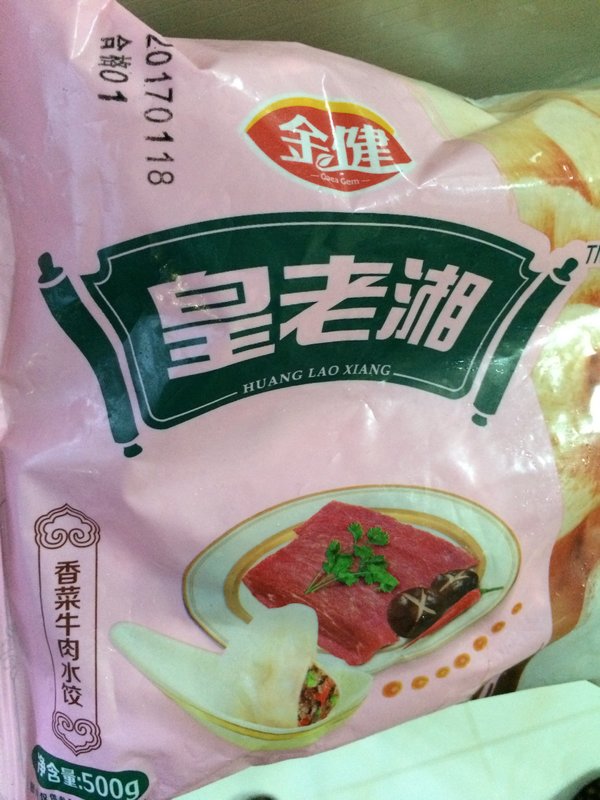 20170118
合格01
金健
Gaea Gem
皇老湘
HUANG LAO XIANG
香菜牛肉水饺
净含量:500g